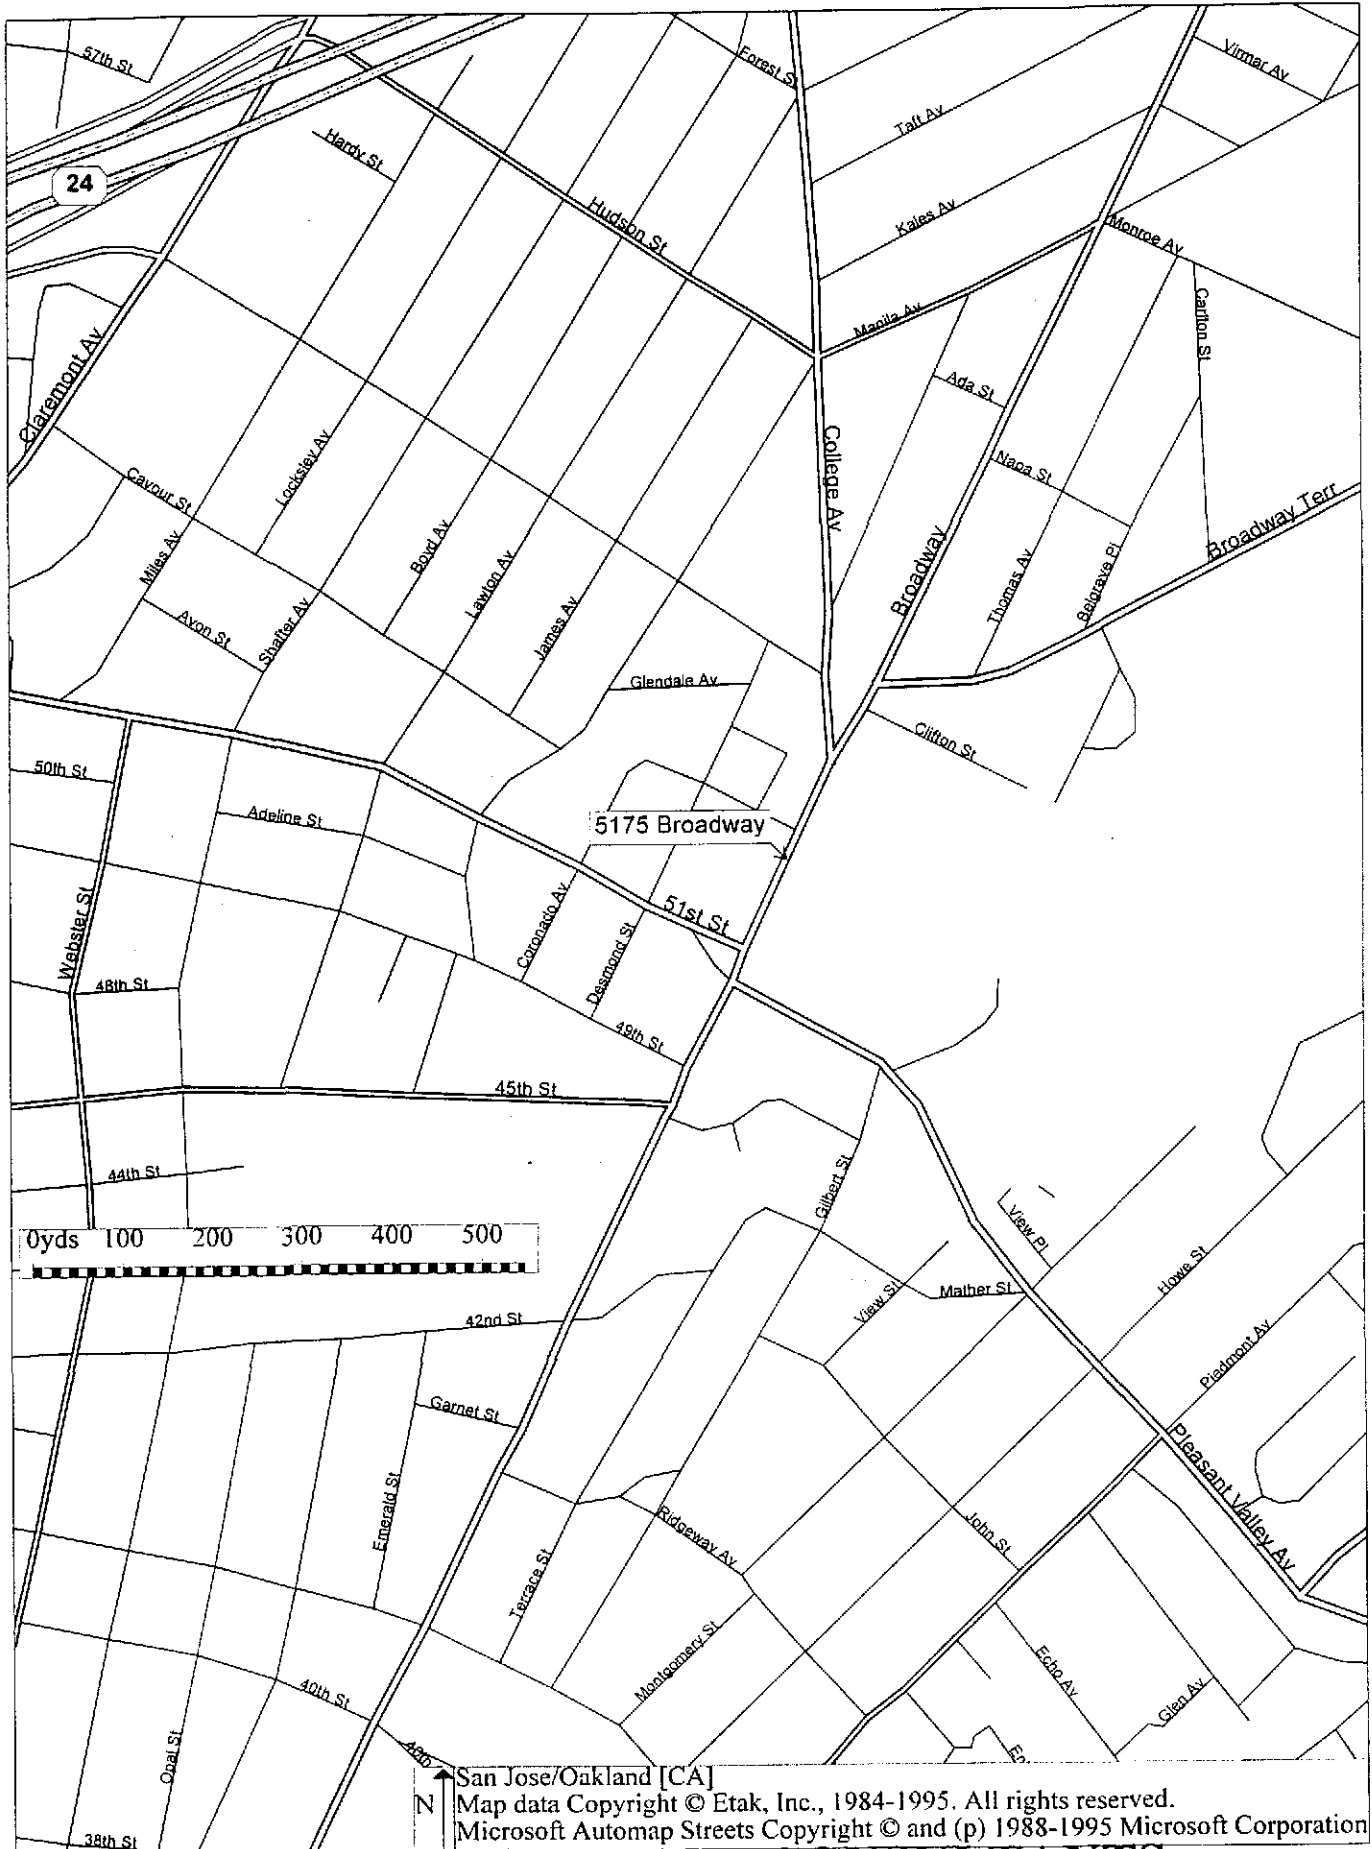 57th St
Forest St
Virmar Av
Taft Av
Hardy St
24
Hudson St
Kales Av
Monroe Av
Manila Av
Carlton St
Claremont Av
Ada St
College Av
Locksley Av
Cavour St
Napa St
Broadway Terr
Boyd Av
Broadway
Miles Av
Lawton Av
Thomas Av
Belgrave Pl
James Av
Shafter Av
Avon St
Glendale Av
Clifton St
50th St
Adeline St
5175 Broadway
51st St
Coronado Av
Webster St
Desmond St
48th St
49th St
45th St
44th St
Gilbert St
View Pl
0yds 100 200 300 400 500
Howe St
Mather St
View St
42nd St
Piedmont Av
Garnet St
Pleasant Valley Av
Emerald St
Ridgeway Av
John St
Terrace St
Montgomery St
Echo Av
40th St
Glen Av
Opal St
40th
38th St
N
San Jose/Oakland [CA]
Map data Copyright © Etak, Inc., 1984-1995. All rights reserved.
Microsoft Automap Streets Copyright © and (p) 1988-1995 Microsoft Corporation